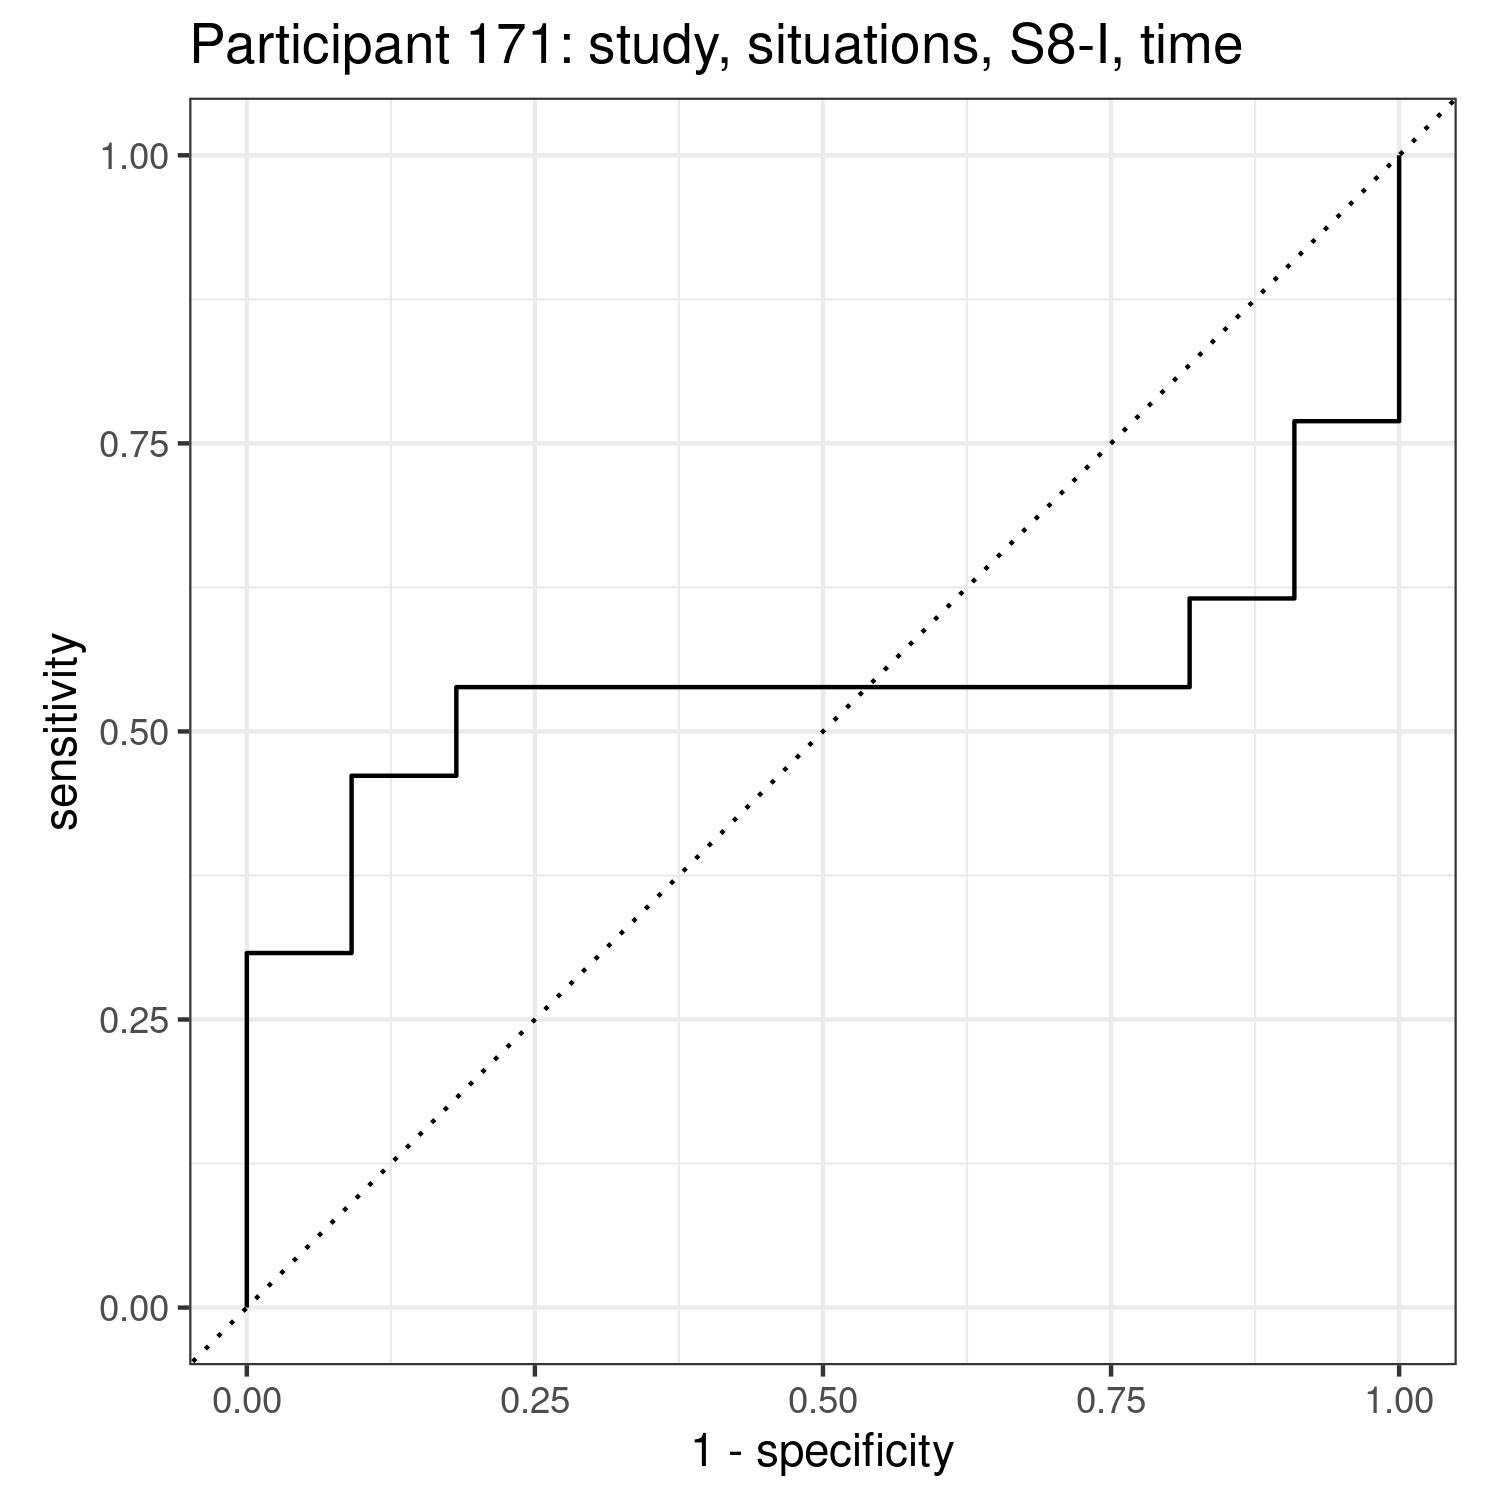 Participant 171: study, situations, S8-I, time
1.00
0.75
0.50
0.25
0.00
sensitivity
0.00 0.25 0.50 0.75 1.00
1 - specificity